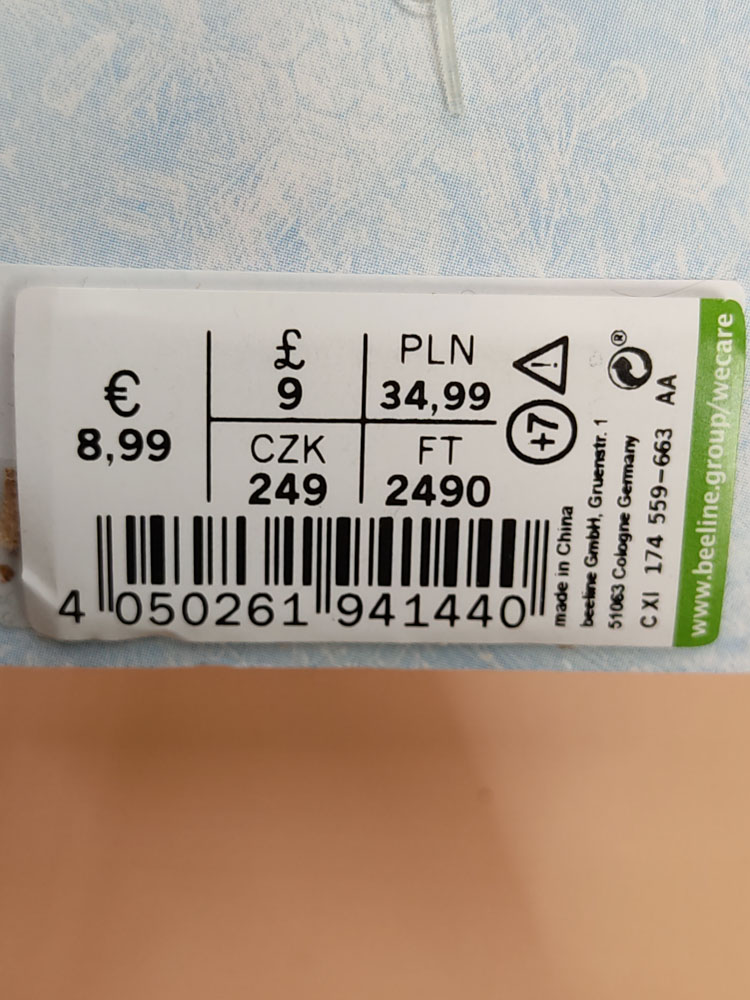 €
8,99
£
9
PLN
34,99
CZK
249
FT
2490
+7
4 050261 941440
made in China
beeline GmbH, Gruenstr. 1
51063 Cologne Germany
CXI 174 559-663 AA
www.beeline.group/wecare